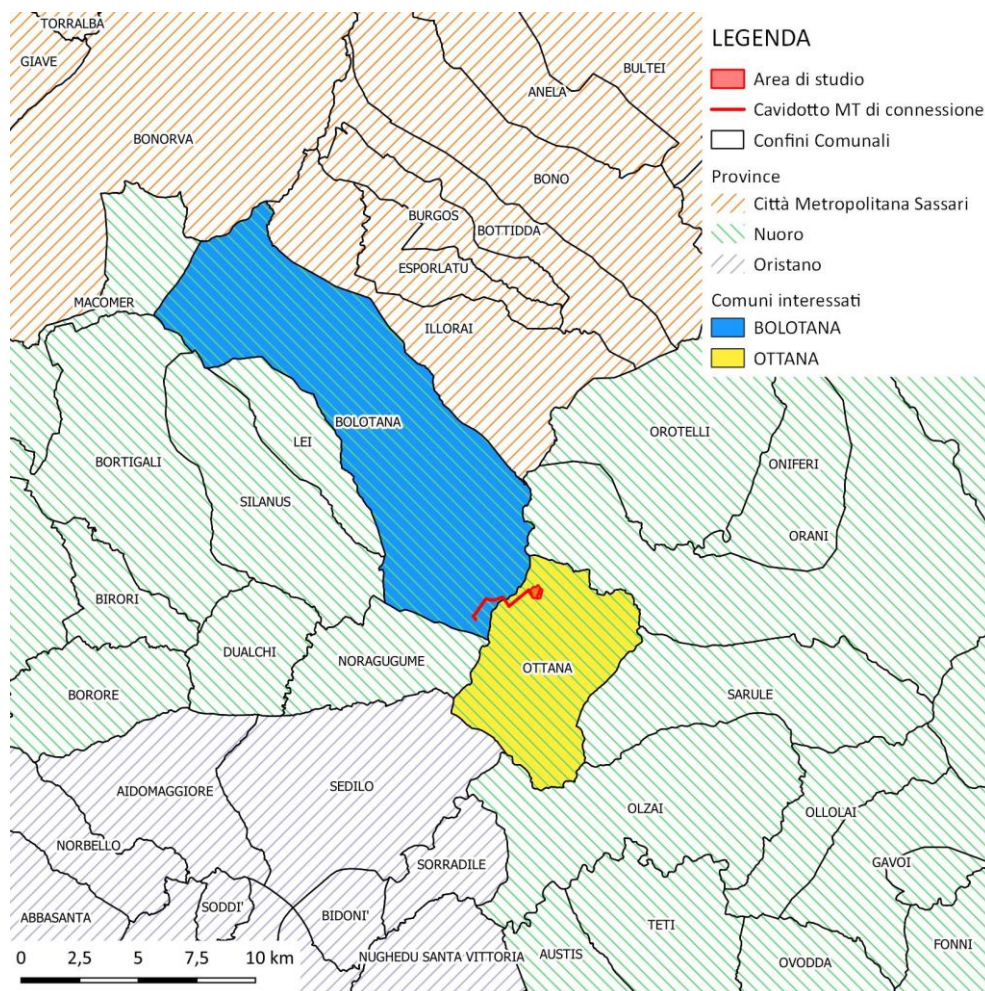 TORRALBA
GIAVE
BULTEI
ANELA
BONORVA
BONO
BURGOS
BOTTIDDA
ESPORLATU
MACOMER
ILLORAI
BOLOTANA
LEI
OROTELLI
BORTIGALI
ONIFERI
SILANUS
ORANI
BIRORI
DUALCHI
NORAGUGUME
OTTANA
BORORE
SARULE
SEDILO
AIDOMAGGIORE
OLZAI
OLLOLAI
NORBELLO
SORRADILE
GAVOI
SODDI'
BIDONI'
ABBASANTA
TETI
NUGHEDU SANTA VITTORIA
AUSTIS
OVODDA
FONNI
LEGENDA
Area di studio
Cavidotto MT di connessione
Confini Comunali
Province
Città Metropolitana Sassari
Nuoro
Oristano
Comuni interessati
BOLOTANA
OTTANA
0 2,5 5 7,5 10 km